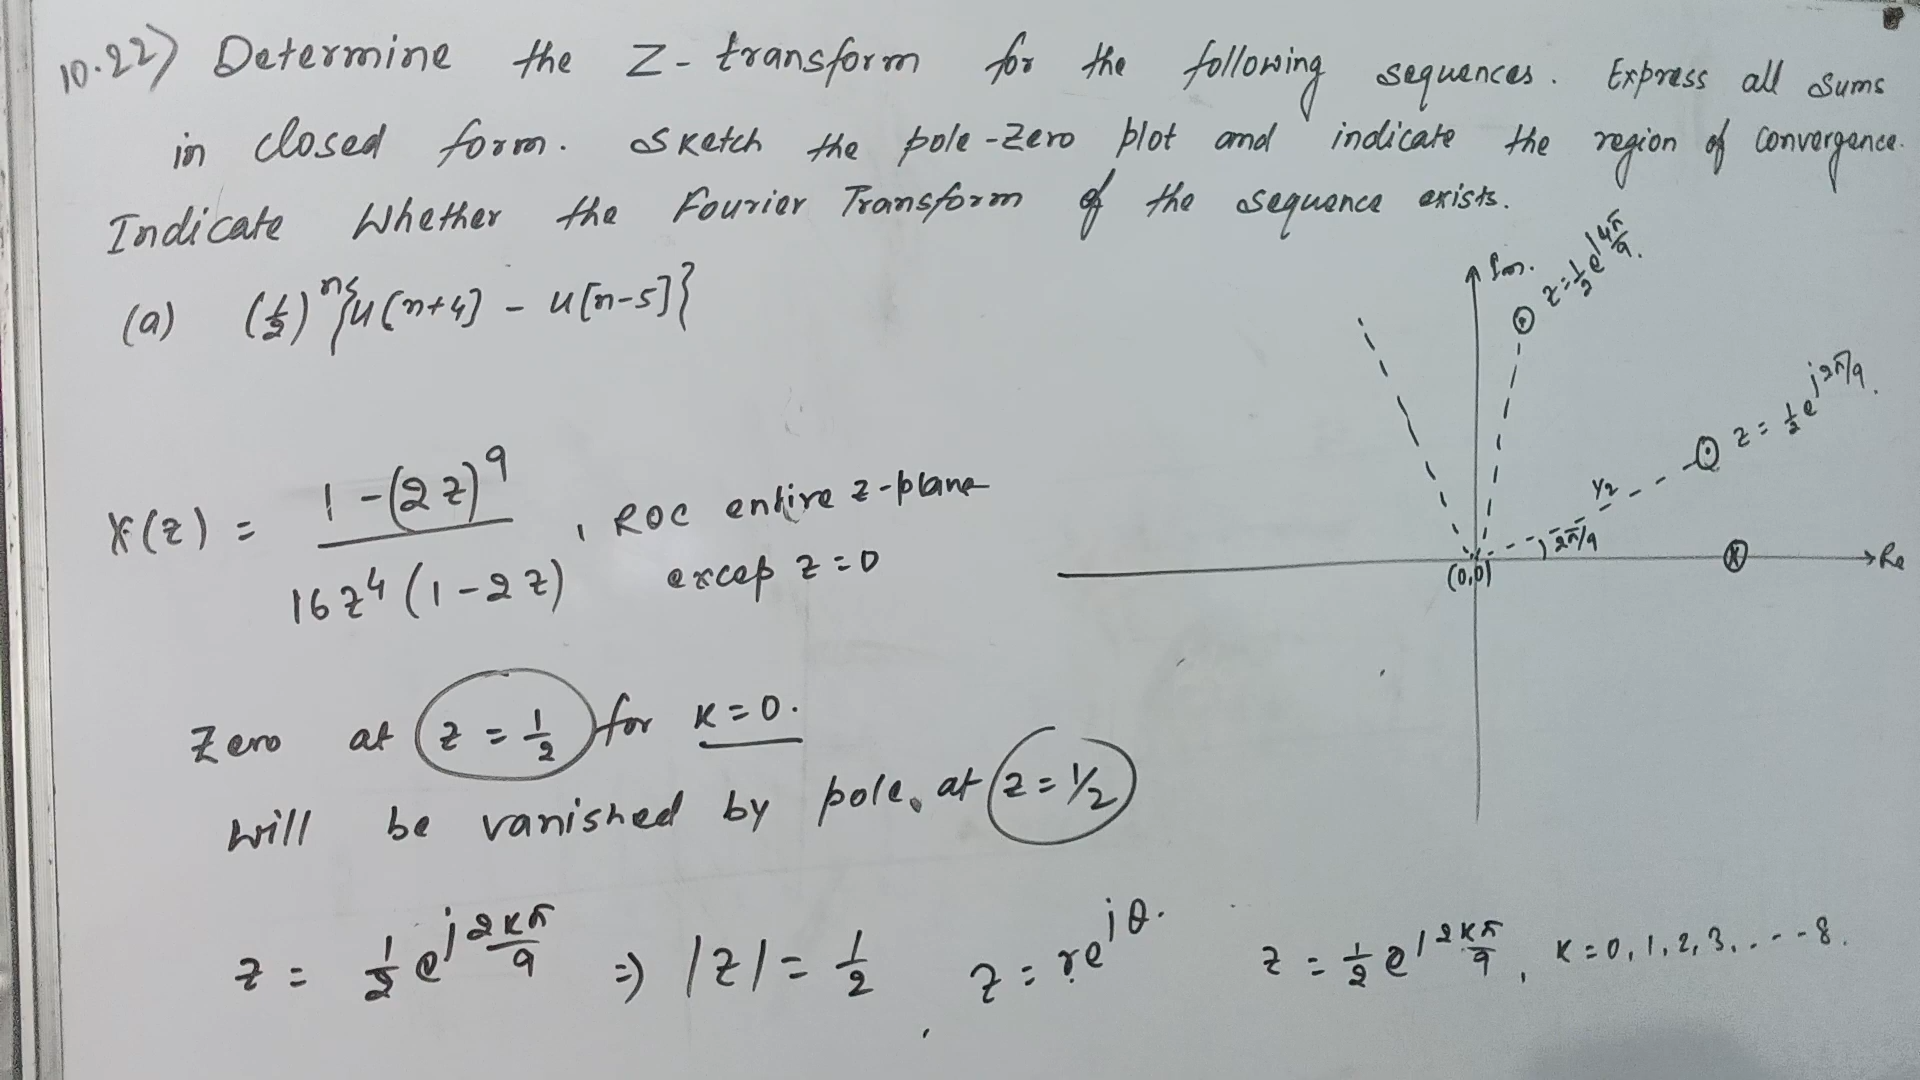 10.22) Determine the Z-transform for the following sequences. Express all sums
in closed form. Sketch the pole-zero plot and indicate the region of convergence.
Indicate whether the Fourier Transform of the sequence exists.
(a) (1/2)^n {u[n+4] - u[n-5]}
X(z) = (1-(2z)^9) / (16z^4(1-2z)), ROC entire z-plane
excep z=0
Zero at z = 1/2 for K=0.
will be vanished by pole at z=1/2
z = 1/2 e^{j2Kπ/9} ⇒ |z| = 1/2 z = re^{jθ}. z = 1/2 e^{j2Kπ/9}, K=0,1,2,3,...-8.
Im.
z=1/2 e^{j4π/9}.
z = 1/2 e^{j2π/9}.
1/2
2π/9
(0,0)
Re